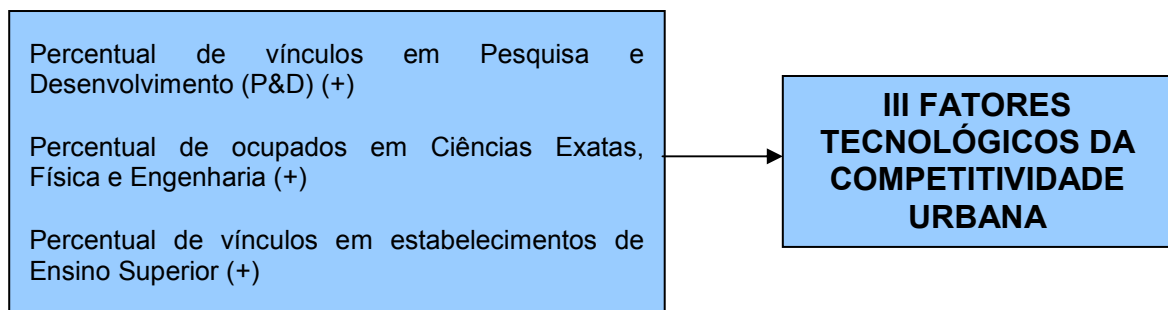 Percentual de vínculos em Pesquisa e
Desenvolvimento (P&D) (+)
Percentual de ocupados em Ciências Exatas,
Física e Engenharia (+)
Percentual de vínculos em estabelecimentos de
Ensino Superior (+)
III FATORES
TECNOLÓGICOS DA
COMPETITIVIDADE
URBANA